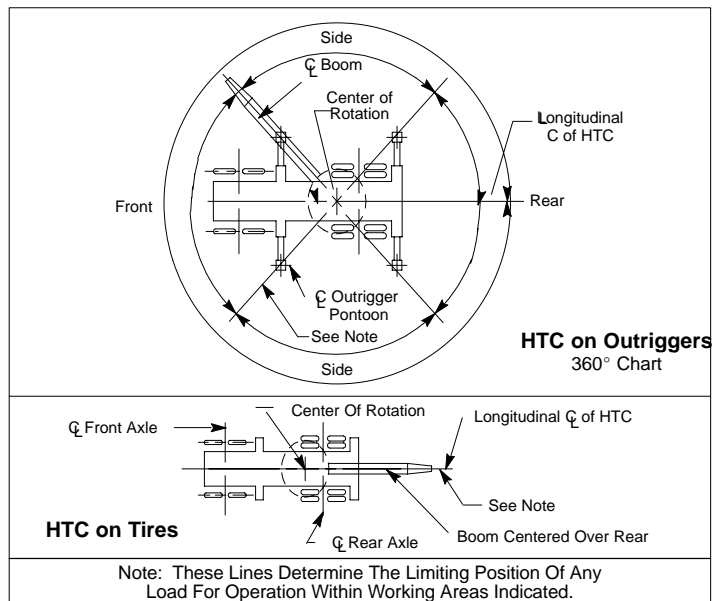 Side
℄ Boom
Center of
Rotation
Longitudinal
℄ of HTC
Front
Rear
℄ Outrigger
Pontoon
See Note
HTC on Outriggers
360° Chart
Side
Center Of Rotation
Longitudinal ℄ of HTC
℄ Front Axle
See Note
HTC on Tires
Boom Centered Over Rear
℄ Rear Axle
Note: These Lines Determine The Limiting Position Of Any
Load For Operation Within Working Areas Indicated.